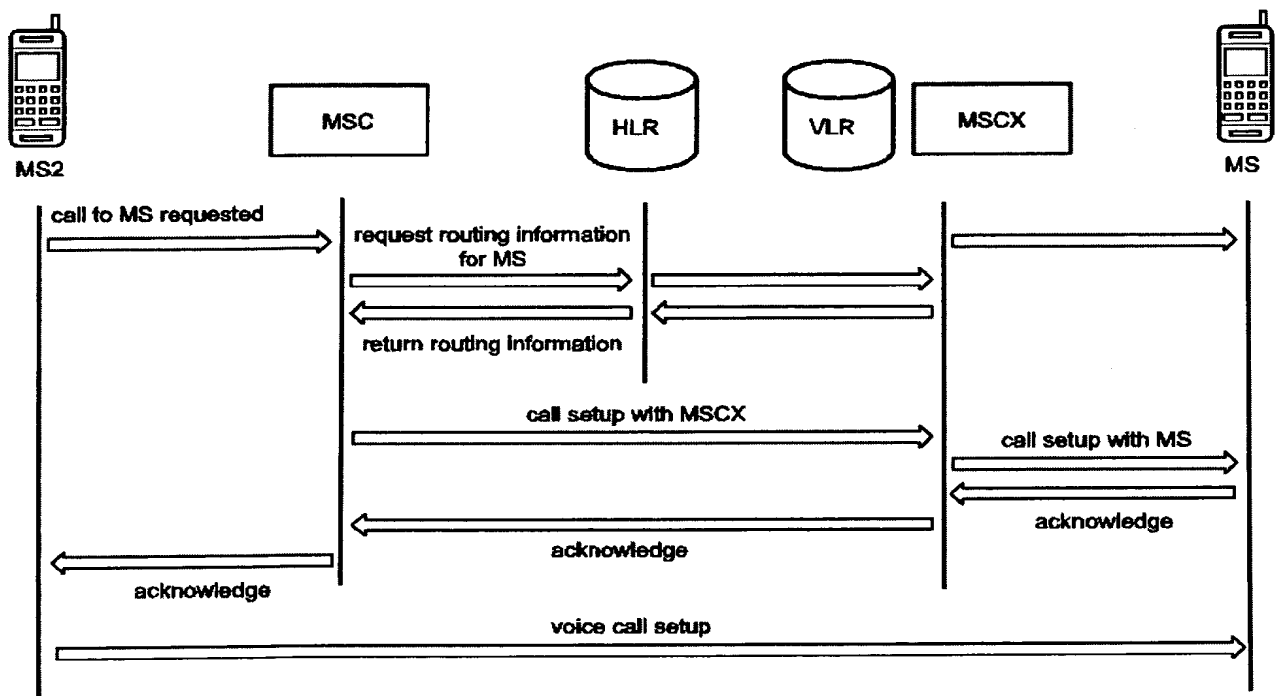 MS2
MSC
HLR
VLR
MSCX
MS
call to MS requested
request routing information
for MS
return routing information
call setup with MSCX
call setup with MS
acknowledge
acknowledge
acknowledge
voice call setup